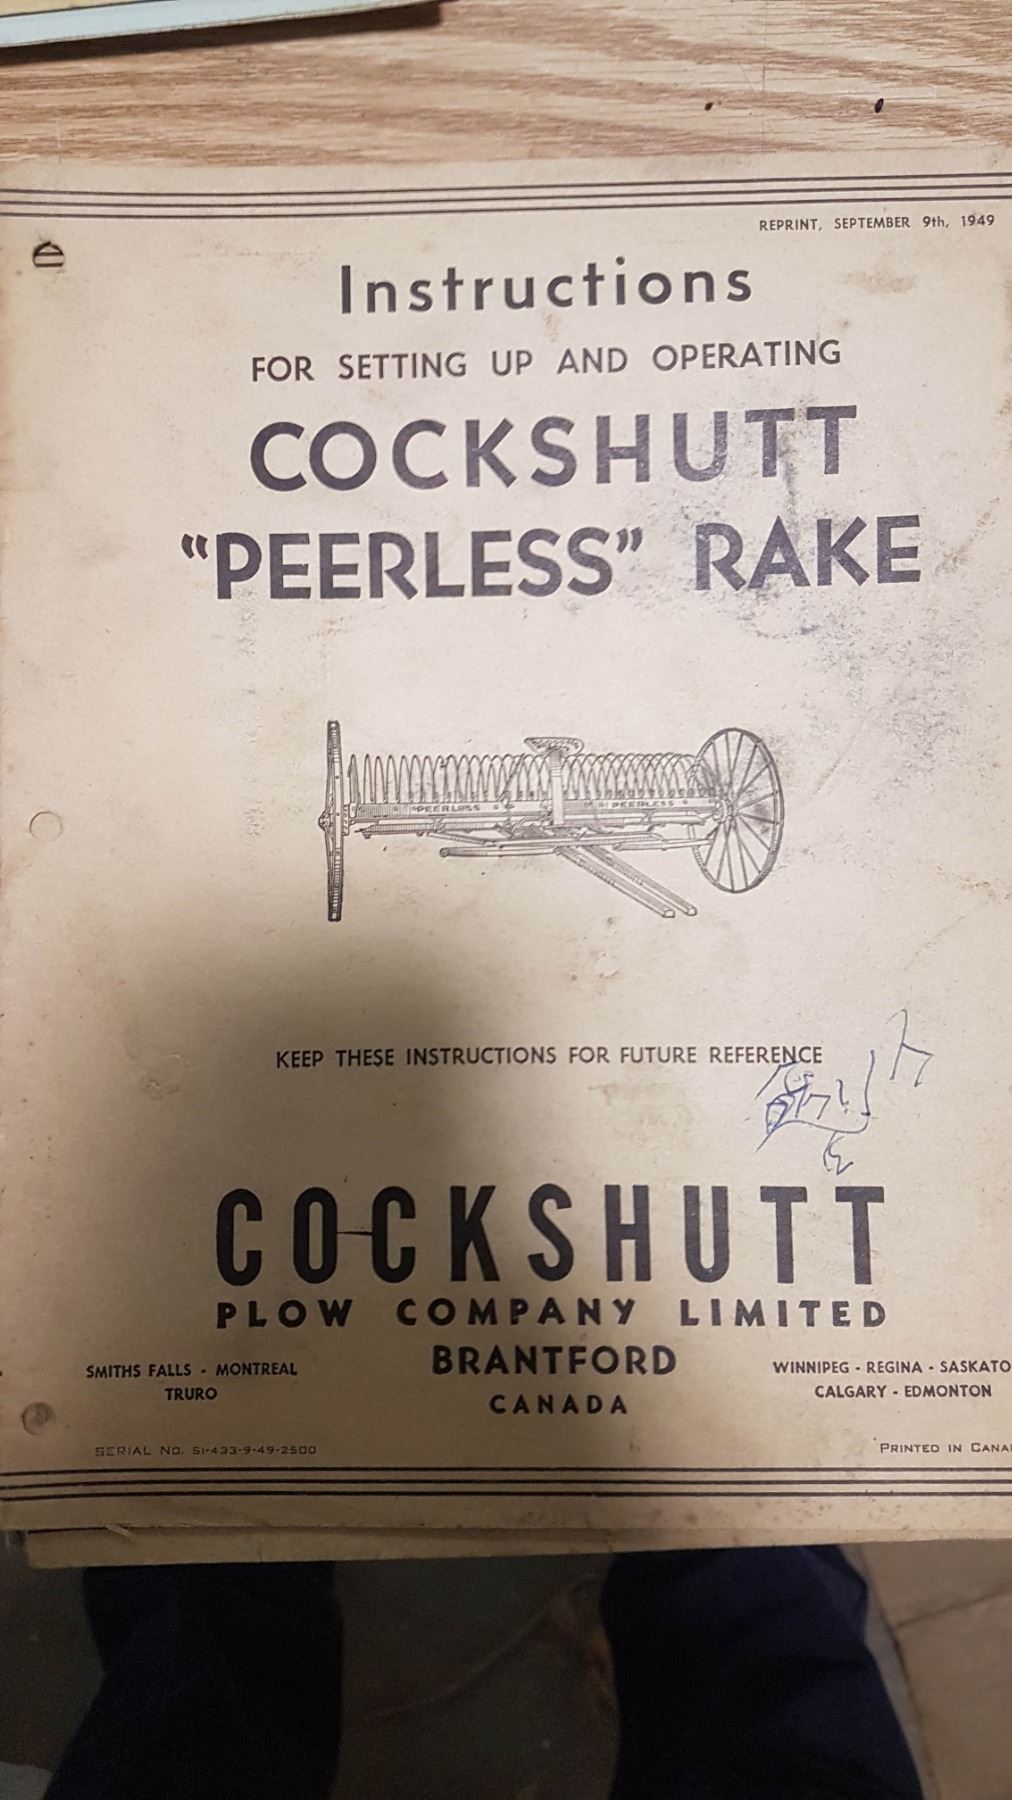 REPRINT, SEPTEMBER 9th, 1949
Instructions
FOR SETTING UP AND OPERATING
COCKSHUTT
"PEERLESS" RAKE
"PEERLESS PEERLESS
KEEP THESE INSTRUCTIONS FOR FUTURE REFERENCE
COCKSHUTT
PLOW COMPANY LIMITED
BRANTFORD
CANADA
SMITHS FALLS - MONTREAL
TRURO
WINNIPEG - REGINA - SASKATO
CALGARY - EDMONTON
SERIAL No. SI-433-9-49-2500
PRINTED IN CANA